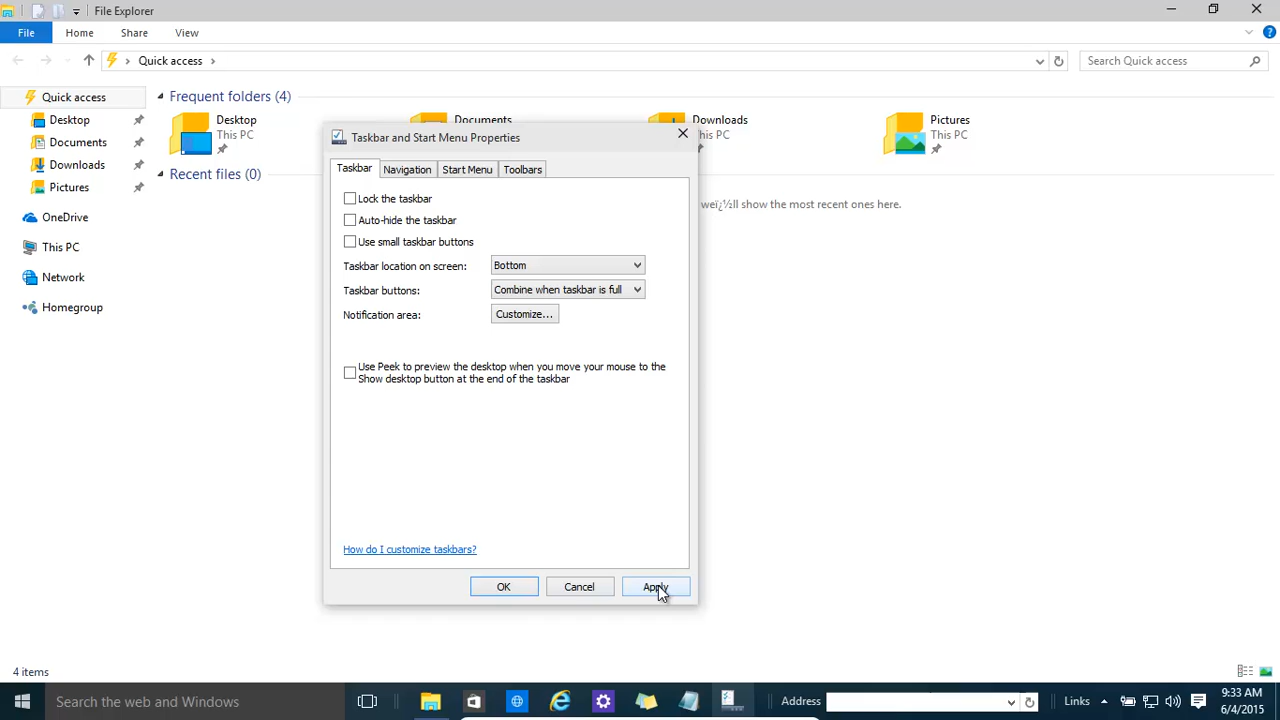 File Explorer
File Home Share View
Quick access
Search Quick access
Quick access
Desktop
Documents
Downloads
Pictures
OneDrive
This PC
Network
Homegroup
Frequent folders (4)
Desktop
This PC
Documents
Downloads
This PC
Pictures
This PC
Recent files (0)
weï¿½ll show the most recent ones here.
Taskbar and Start Menu Properties
Taskbar Navigation Start Menu Toolbars
Lock the taskbar
Auto-hide the taskbar
Use small taskbar buttons
Taskbar location on screen: Bottom
Taskbar buttons: Combine when taskbar is full
Notification area: Customize...
Use Peek to preview the desktop when you move your mouse to the
Show desktop button at the end of the taskbar
How do I customize taskbars?
OK Cancel Apply
4 items
Search the web and Windows
Address
Links
9:33 AM
6/4/2015